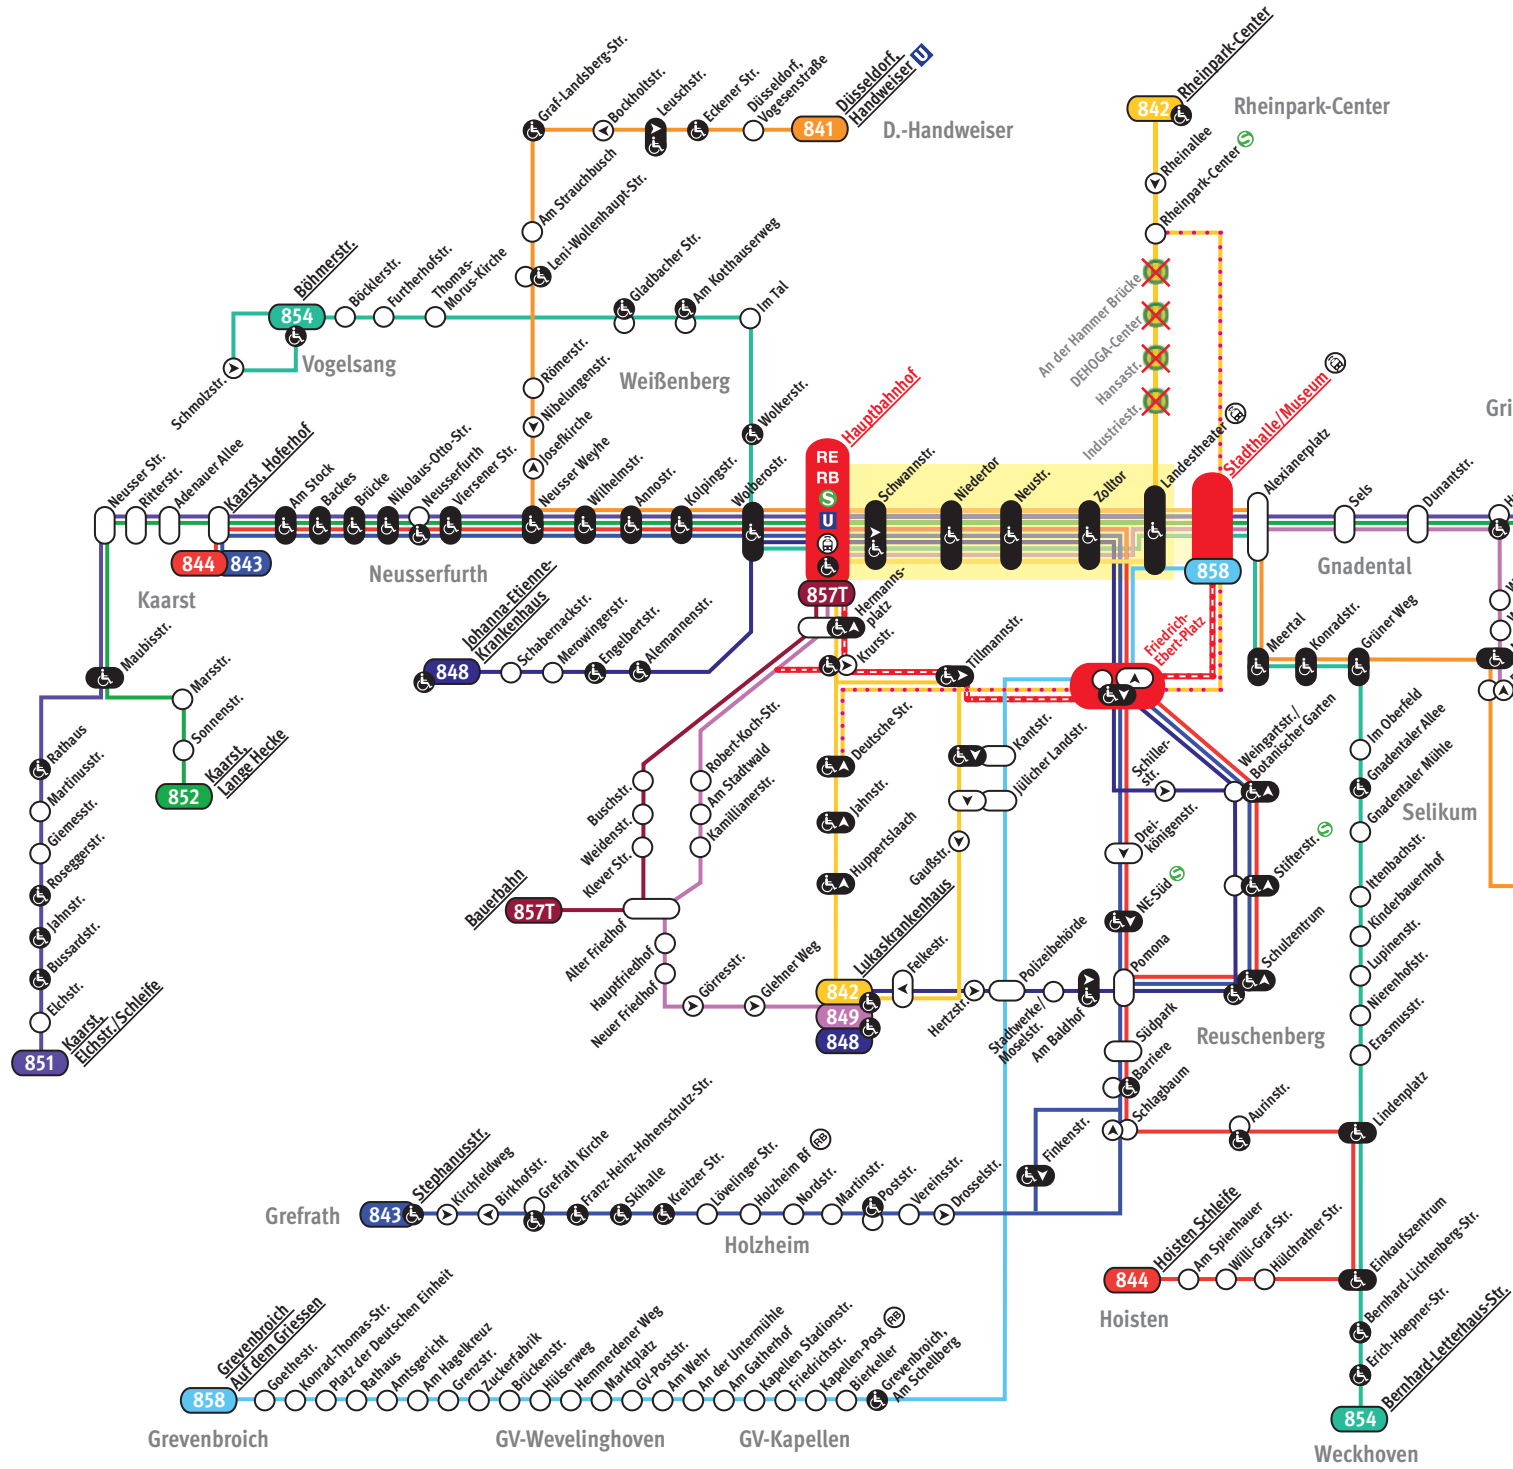 Graf-Landsberg-Str.
Bockholtstr.
Leuschstr.
Eckener Str.
Düsseldorf,
Vogesenstraße
Düsseldorf,
Handweiser
U
841
D.-Handweiser
Rheinpark-Center
842
Rheinpark-Center
Rheinallee
Rheinpark-Center
S
An der Hammer Brücke
DEHOGA-Center
Hansastr.
Industriestr.
Landestheater
Stadthalle/Museum
Am Strauchbusch
Leni-Wollenhaupt-Str.
Römerstr.
Nibelungenstr.
Josefkirche
Böhmerstr.
854
Böcklerstr.
Furtherhofstr.
Thomas-
Morus-Kirche
Gladbacher Str.
Am Kotthauserweg
Im Tal
Schmolzstr.
Vogelsang
Weißenberg
Wolkerstr.
Hauptbahnhof
RE
RB
S
U
857T
Gri
Neusser Str.
Ritterstr.
Adenauer Allee
Kaarst, Hoferhof
Am Stock
Backes
Brücke
Nikolaus-Otto-Str.
Neusserfurth
Viersener Str.
Neusser Weyhe
Wilhelmstr.
Annostr.
Kolpingstr.
Wolberostr.
Schwannstr.
Niedertor
Neustr.
Zolltor
858
Alexianerplatz
Sels
Dunantstr.
Gnadental
844
843
Kaarst
Neusserfurth
Johanna-Etienne-
Krankenhaus
848
Schabernackstr.
Merowingerstr.
Engelbertstr.
Alemannenstr.
Hermanns-
platz
Krurstr.
Tillmannstr.
Friedrich-
Ebert-Platz
Meertal
Konradstr.
Grüner Weg
Maubisstr.
Marsstr.
Sonnenstr.
Kaarst,
Lange Hecke
852
Rathaus
Martinusstr.
Giemesstr.
Roseggerstr.
Jahnstr.
Bussardstr.
Elchstr.
Kaarst,
Elchstr./Schleife
851
Buschstr.
Weidenstr.
Klever Str.
Robert-Koch-Str.
Am Stadtwald
Kamillianerstr.
Bauerbahn
857T
Alter Friedhof
Hauptfriedhof
Neuer Friedhof
Görresstr.
Glehner Weg
Deutsche Str.
Jahnstr.
Huppertslaach
Gaußstr.
Lukaskrankenhaus
842
849
848
Kantstr.
Jülicher Landstr.
Schiller-
str.
Weingartstr./
Botanischer Garten
Drei-
königenstr.
NE-Süd
S
Stifterstr.
S
Schulzentrum
Felkestr.
Hertzstr.
Polizeibehörde
Stadtwerke/
Moselstr.
Am Baldhof
Pomona
Südpark
Barriere
Schlagbaum
Finkenstr.
Reuschenberg
Im Oberfeld
Gnadentaler Allee
Gnadentaler Mühle
Ittenbachstr.
Kinderbauernhof
Lupinenstr.
Nierenhofstr.
Erasmusstr.
Selikum
Aurinstr.
Lindenplatz
Grefrath
Stephanusstr.
843
Kirchfeldweg
Birkhofstr.
Grefrath Kirche
Franz-Heinz-Hohenschutz-Str.
Skihalle
Kreitzer Str.
Lövelinger Str.
Holzheim Bf
RB
Nordstr.
Martinstr.
Poststr.
Vereinsstr.
Drosselstr.
Holzheim
Hoisten Schleife
844
Am Spienhauer
Willi-Graf-Str.
Hülchrather Str.
Einkaufszentrum
Hoisten
Bernhard-Lichtenberg-Str.
Erich-Hoepner-Str.
Bernhard-Letterhaus-Str.
854
Weckhoven
Grevenbroich
Auf dem Griessen
858
Goethestr.
Konrad-Thomas-Str.
Platz der Deutschen Einheit
Rathaus
Amtsgericht
Am Hagelkreuz
Grenzstr.
Zuckerfabrik
Brückenstr.
Hülserweg
Hemmerdener Weg
Marktplatz
GV-Poststr.
Am Wehr
An der Untermühle
Am Gatherhof
Kapellen Stadionstr.
Friedrichstr.
Kapellen-Post
RB
Bierkeller
Grevenbroich,
Am Schellberg
Grevenbroich
GV-Wevelinghoven
GV-Kapellen